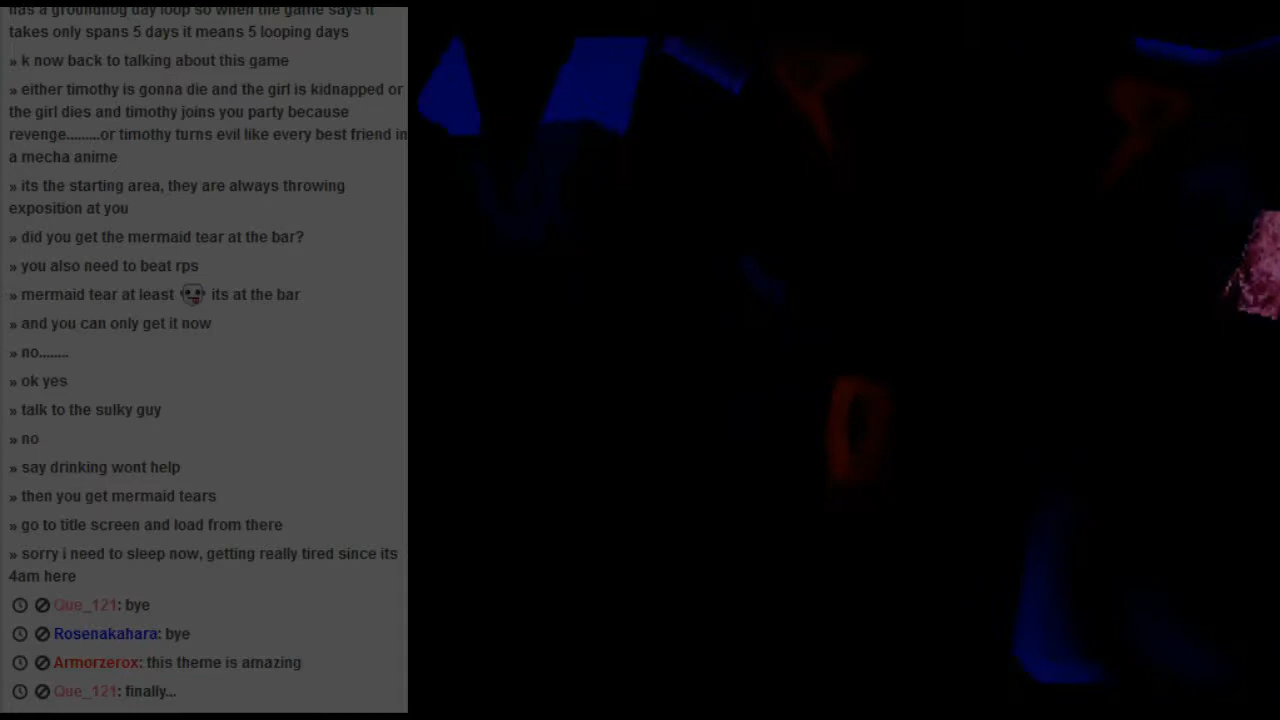 has a groundhog day loop so when the game says it
takes only spans 5 days it means 5 looping days
» k now back to talking about this game
» either timothy is gonna die and the girl is kidnapped or
the girl dies and timothy joins you party because
revenge.........or timothy turns evil like every best friend in
a mecha anime
» its the starting area, they are always throwing
exposition at you
» did you get the mermaid tear at the bar?
» you also need to beat rps
» mermaid tear at least its at the bar
» and you can only get it now
» no........
» ok yes
» talk to the sulky guy
» no
» say drinking wont help
» then you get mermaid tears
» go to title screen and load from there
» sorry i need to sleep now, getting really tired since its
4am here
Que_121: bye
Rosenakahara: bye
Armorzerox: this theme is amazing
Que_121: finally...